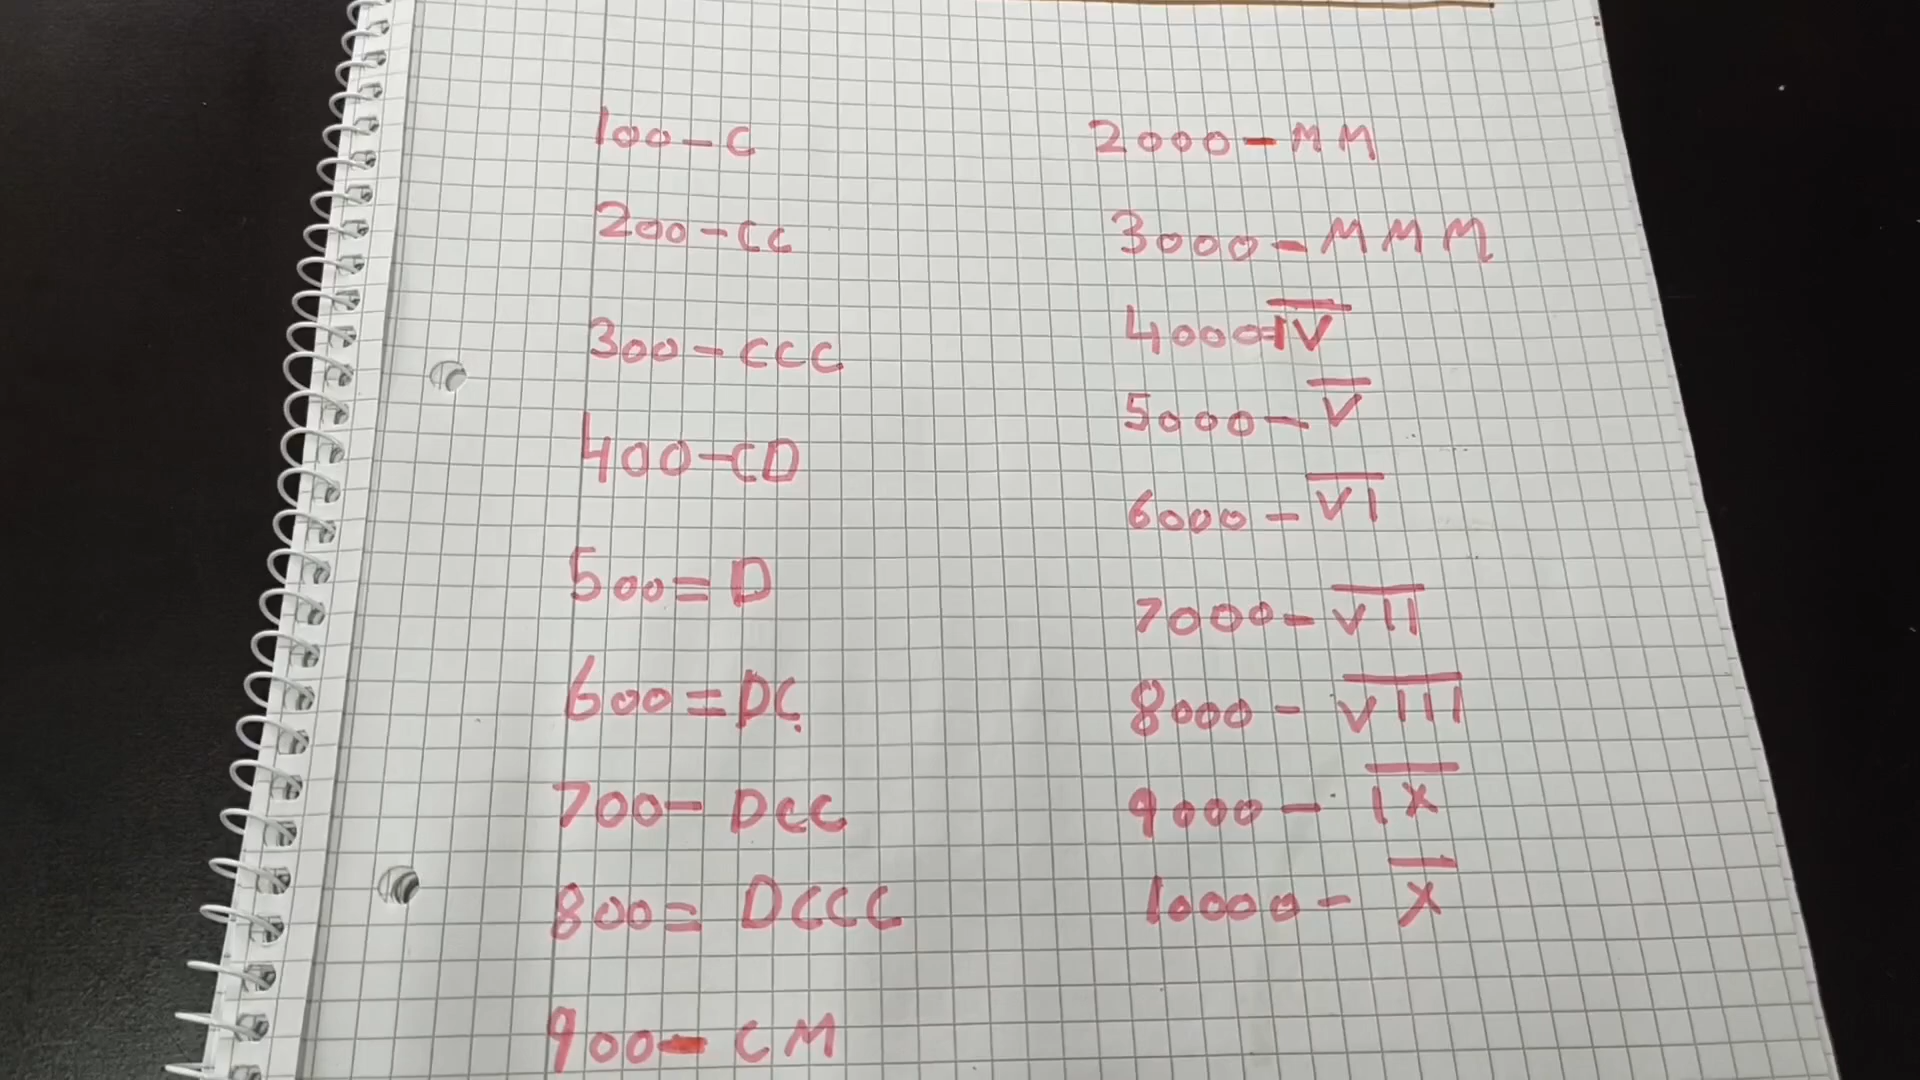 100-C
200-CC
300-CCC
400-CD
500=D
600=DC
700-DCC
800=DCCC
900-CM
2000-MM
3000-MMM
4000=I̅V̅
5000-V̅
6000-V̅I̅
7000-V̅I̅I̅
8000-V̅I̅I̅I̅
9000-I̅X̅
10000-X̅